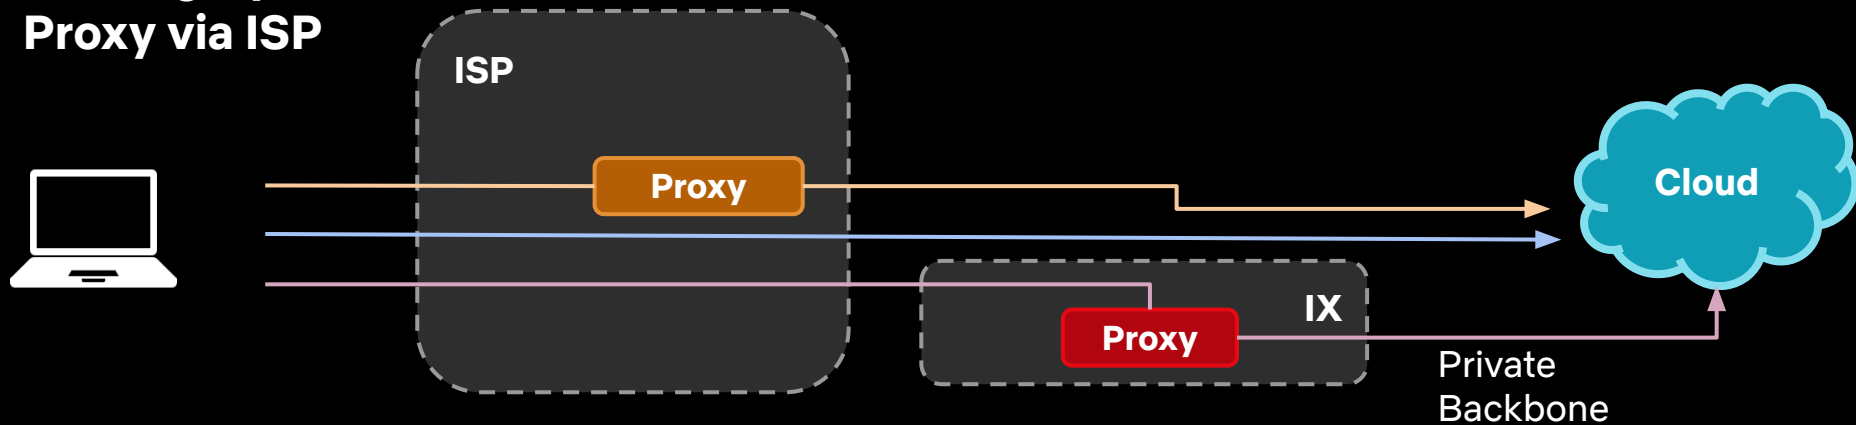 Proxy via ISP
ISP
Proxy
Cloud
IX
Proxy
Private
Backbone